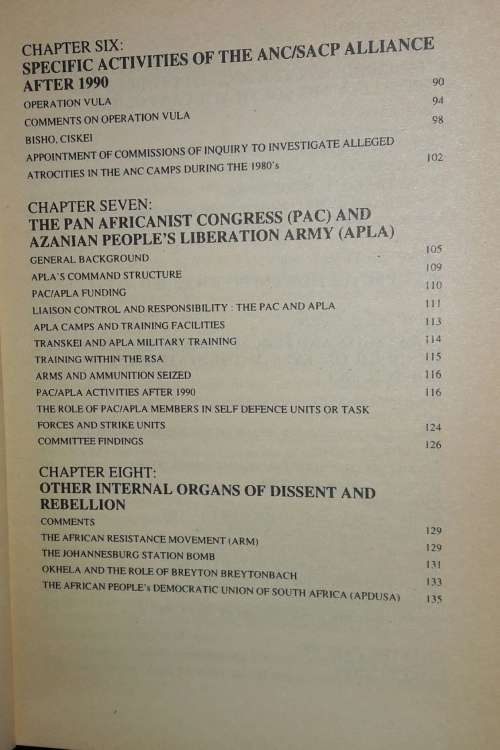 CHAPTER SIX:
SPECIFIC ACTIVITIES OF THE ANC/SACP ALLIANCE
AFTER 1990
OPERATION VULA 90
COMMENTS ON OPERATION VULA 94
BISHO, CISKEI 98
APPOINTMENT OF COMMISSIONS OF INQUIRY TO INVESTIGATE ALLEGED
ATROCITIES IN THE ANC CAMPS DURING THE 1980's 102
CHAPTER SEVEN:
THE PAN AFRICANIST CONGRESS (PAC) AND
AZANIAN PEOPLE'S LIBERATION ARMY (APLA)
GENERAL BACKGROUND 105
APLA'S COMMAND STRUCTURE 109
PAC/APLA FUNDING 110
LIAISON CONTROL AND RESPONSIBILITY : THE PAC AND APLA 111
APLA CAMPS AND TRAINING FACILITIES 113
TRANSKEI AND APLA MILITARY TRAINING 114
TRAINING WITHIN THE RSA 115
ARMS AND AMMUNITION SEIZED 116
PAC/APLA ACTIVITIES AFTER 1990 116
THE ROLE OF PAC/APLA MEMBERS IN SELF DEFENCE UNITS OR TASK
FORCES AND STRIKE UNITS 124
COMMITTEE FINDINGS 126
CHAPTER EIGHT:
OTHER INTERNAL ORGANS OF DISSENT AND
REBELLION
COMMENTS 129
THE AFRICAN RESISTANCE MOVEMENT (ARM) 129
THE JOHANNESBURG STATION BOMB 131
OKHELA AND THE ROLE OF BREYTON BREYTONBACH 133
THE AFRICAN PEOPLE's DEMOCRATIC UNION OF SOUTH AFRICA (APDUSA) 135